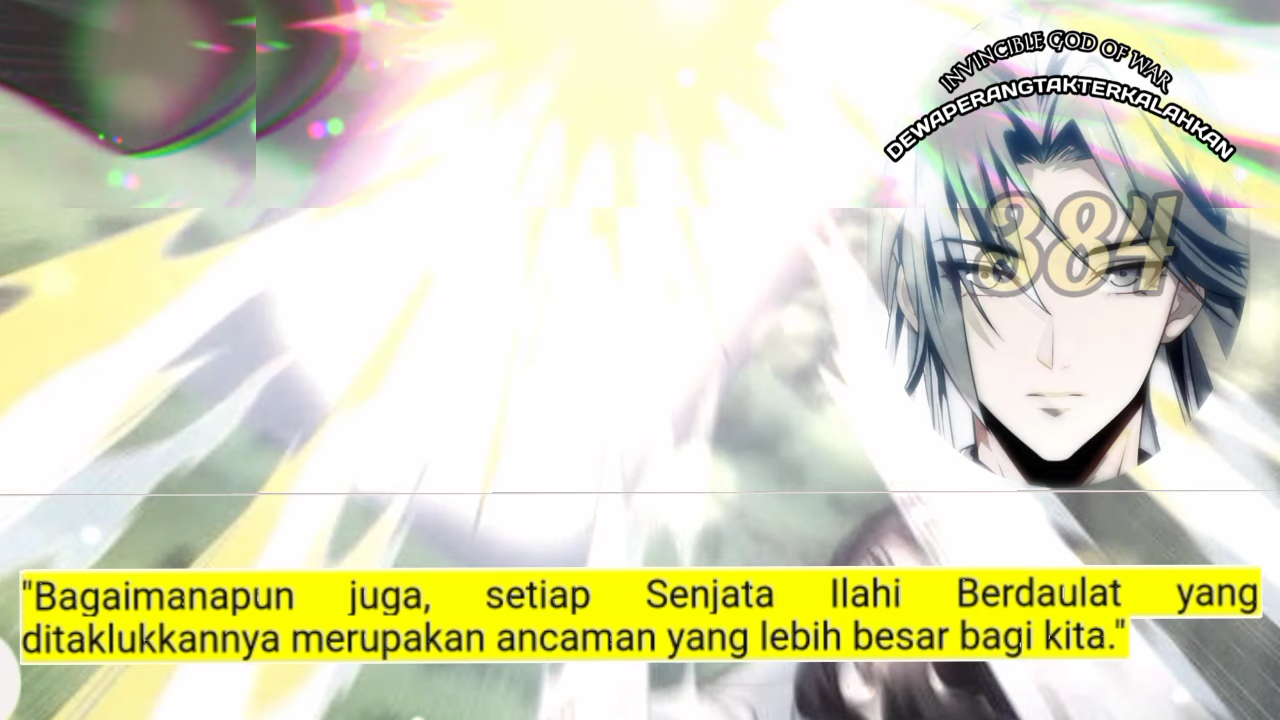 INVINCIBLE GOD OF WAR
DEWAPERANGTAKTERKALAHKAN
384
"Bagaimanapun juga, setiap Senjata Ilahi Berdaulat yang
ditaklukkannya merupakan ancaman yang lebih besar bagi kita."